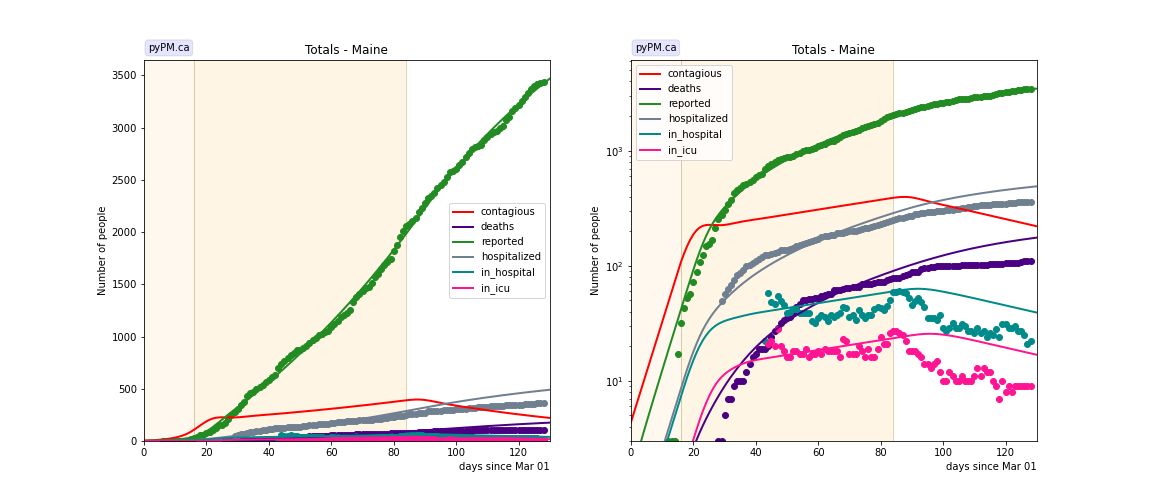 pyPM.ca
Totals - Maine
Number of people
3500
3000
2500
2000
1500
1000
500
0
0 20 40 60 80 100 120
days since Mar 01
contagious
deaths
reported
hospitalized
in_hospital
in_icu
pyPM.ca
Totals - Maine
Number of people
10³
10²
10¹
0 20 40 60 80 100 120
days since Mar 01
contagious
deaths
reported
hospitalized
in_hospital
in_icu